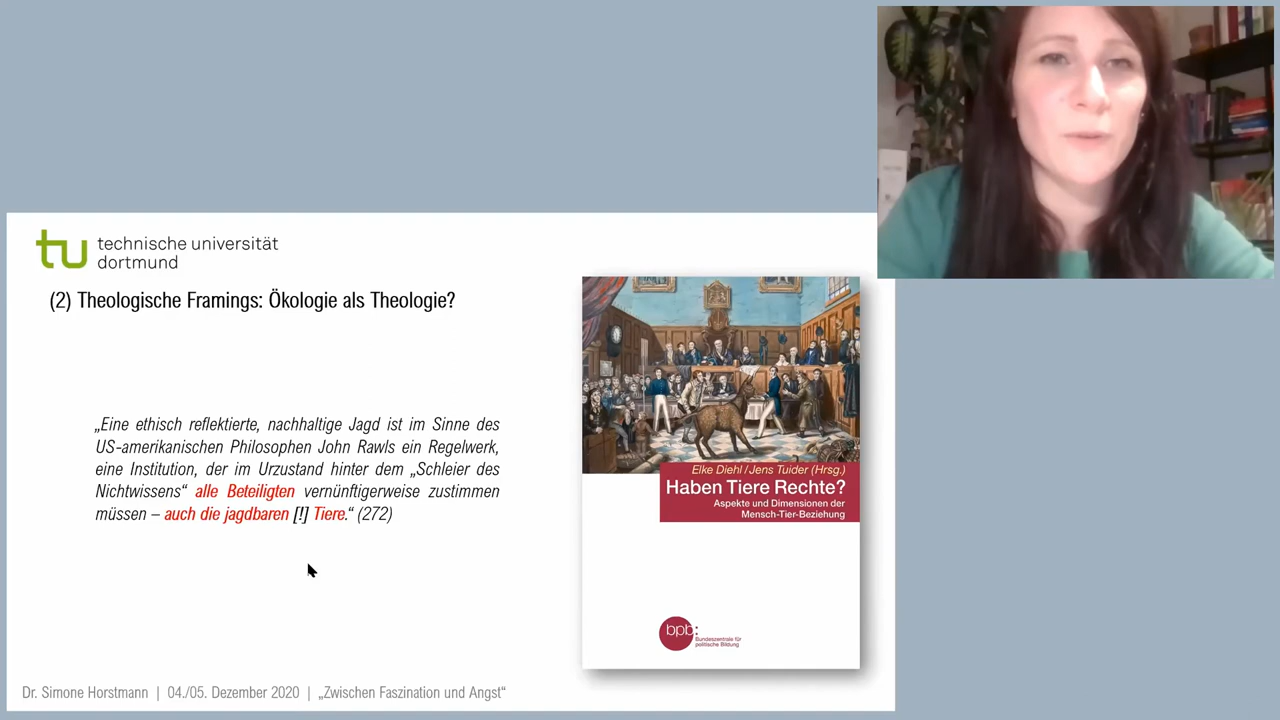 technische universität
dortmund
(2) Theologische Framings: Ökologie als Theologie?
„Eine ethisch reflektierte, nachhaltige Jagd ist im Sinne des
US-amerikanischen Philosophen John Rawls ein Regelwerk,
eine Institution, der im Urzustand hinter dem „Schleier des
Nichtwissens“ alle Beteiligten vernünftigerweise zustimmen
müssen – auch die jagdbaren [!] Tiere.“ (272)
Elke Diehl/Jens Tuider (Hrsg.)
Haben Tiere Rechte?
Aspekte und Dimensionen der
Mensch-Tier-Beziehung
bpb:
Bundeszentrale für
politische Bildung
Dr. Simone Horstmann | 04./05. Dezember 2020 | „Zwischen Faszination und Angst“